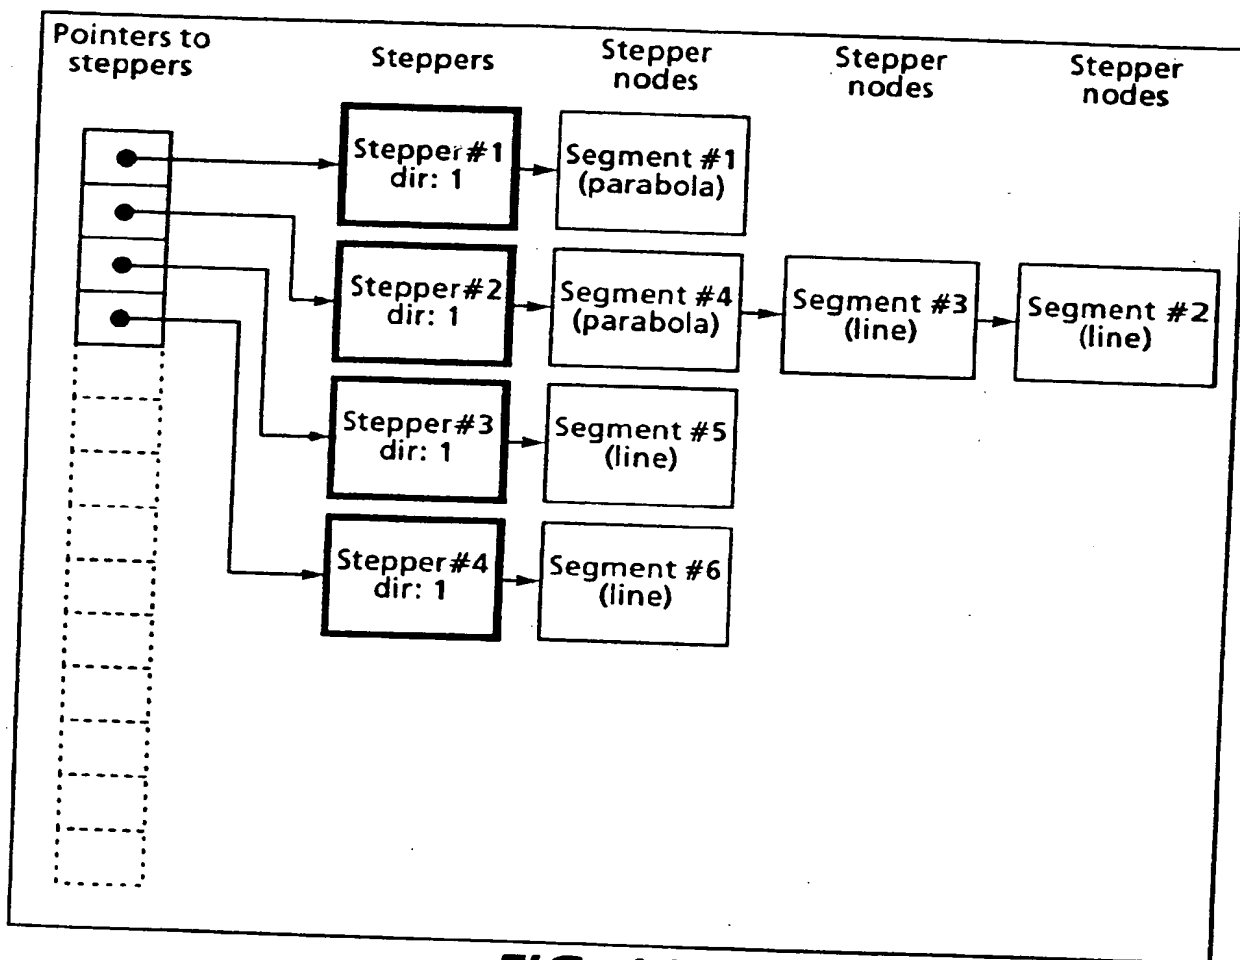 Pointers to
steppers
Steppers
Stepper
nodes
Stepper
nodes
Stepper
nodes
Stepper#1
dir: 1
Segment #1
(parabola)
Stepper#2
dir: 1
Segment #4
(parabola)
Segment #3
(line)
Segment #2
(line)
Stepper#3
dir: 1
Segment #5
(line)
Stepper#4
dir: 1
Segment #6
(line)